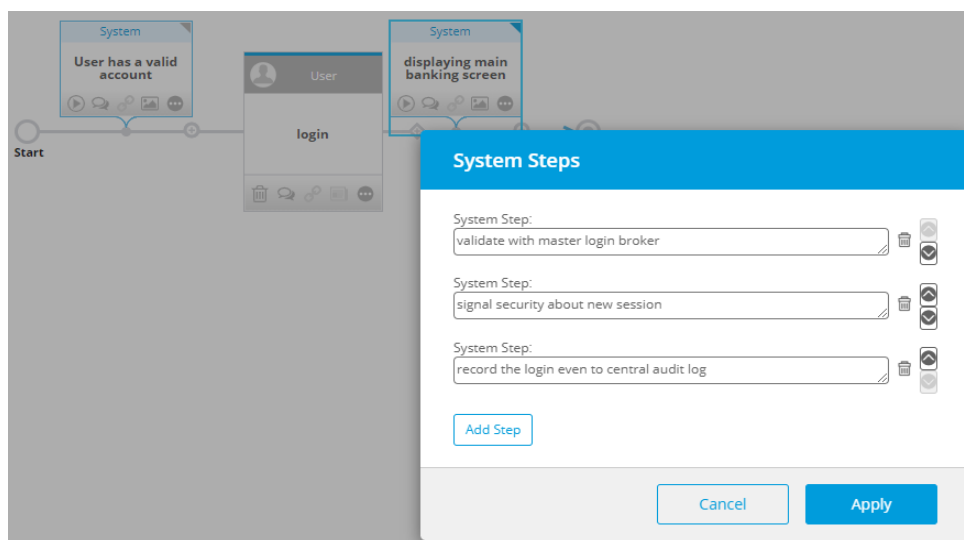 System
User has a valid
account
User
login
System
displaying main
banking screen
Start
System Steps
System Step:
validate with master login broker
System Step:
signal security about new session
System Step:
record the login even to central audit log
Add Step
Cancel
Apply